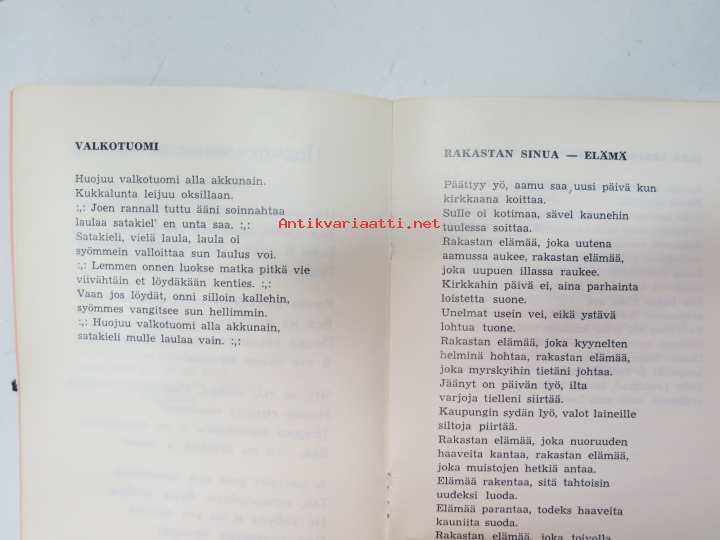 VALKOTUOMI
Huojuu valkotuomi alla akkunain.
Kukkalunta leijuu oksillaan.
:,: Joen rannall tuttu ääni soinnahtaa
laulaa satakiel' en unta saa. :,:
Satakieli, vielä laula, laula oi
syömmein valloittaa sun laulus voi.
:,: Lemmen onnen luokse matka pitkä vie
viivähtäin et löydäkään kenties. :,:
Vaan jos löydät, onni silloin kallehin,
syömmes vangitsee sun hellimmin.
:,: Huojuu valkotuomi alla akkunain,
satakieli mulle laulaa vain. :,:
RAKASTAN SINUA — ELÄMÄ
Päättyy yö, aamu saa, uusi päivä kun
kirkkaana koittaa.
Sulle oi kotimaa, sävel kaunehin
tuulessa soittaa.
Rakastan elämää, joka uutena
aamussa aukee, rakastan elämää,
joka uupuen illassa raukee.
Kirkkahin päivä ei, aina parhainta
loistetta suone.
Unelmat usein vei, eikä ystävä
lohtua tuone.
Rakastan elämää, joka kyynelten
helminä hohtaa, rakastan elämää,
joka myrskyihin tietäni johtaa.
Jäänyt on päivän työ, ilta
varjoja tielleni siirtää.
Kaupungin sydän lyö, valot laineille
siltoja piirtää.
Rakastan elämää, joka nuoruuden
haaveita kantaa, rakastan elämää,
joka muistojen hetkiä antaa.
Elämää rakentaa, sitä tahtoisin
uudeksi luoda.
Elämää parantaa, todeks haaveita
kauniita suoda.
Rakastan elämää, joka toivolla
Antikvariaatti.net